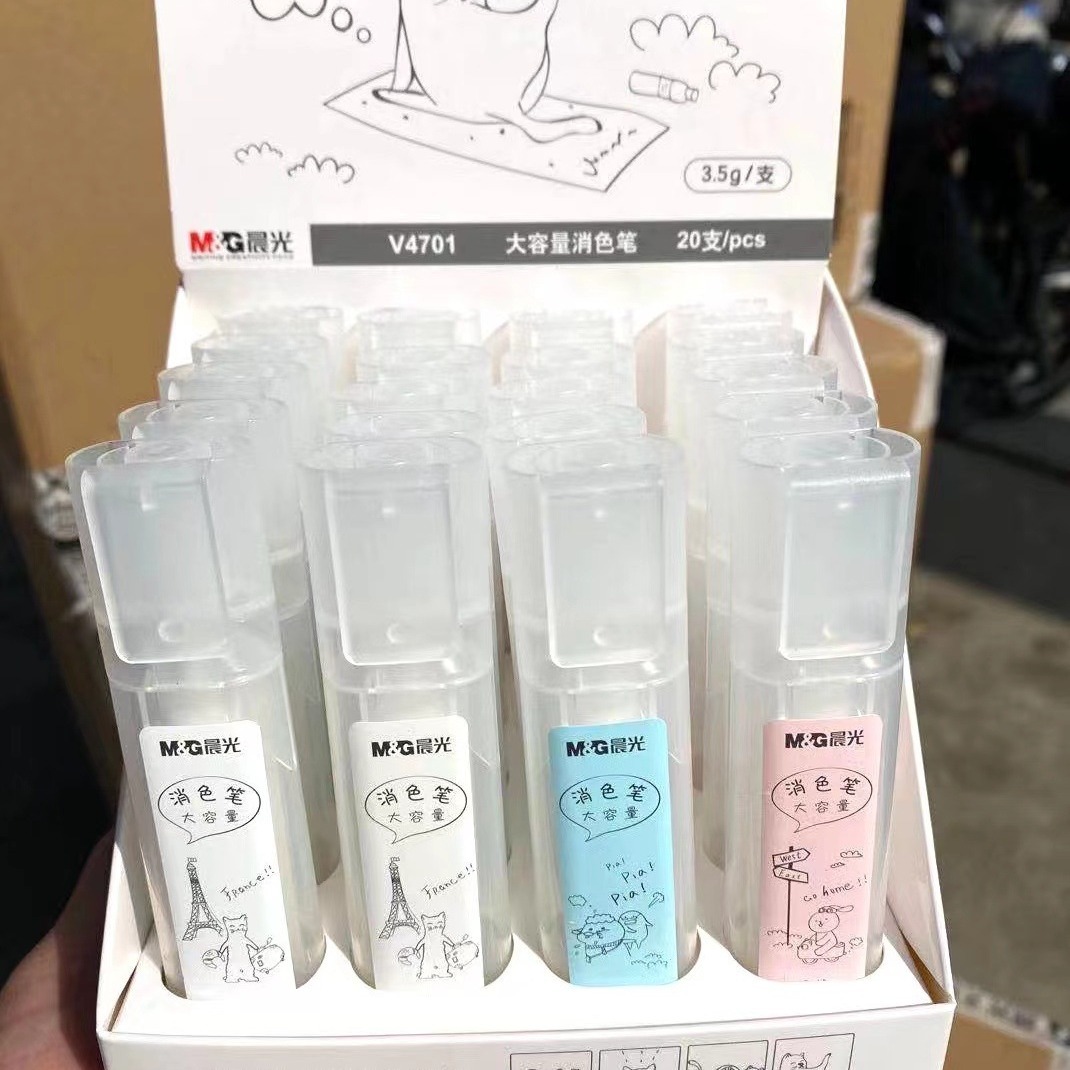 3.5g/支
M&G晨光
V4701 大容量消色笔 20支/pcs
M&G晨光
消色笔
大容量
France!!
M&G晨光
消色笔
大容量
France!!
M&G晨光
消色笔
大容量
Pia!
Pia!
Pia!
M&G晨光
消色笔
大容量
West
East
Go home!!